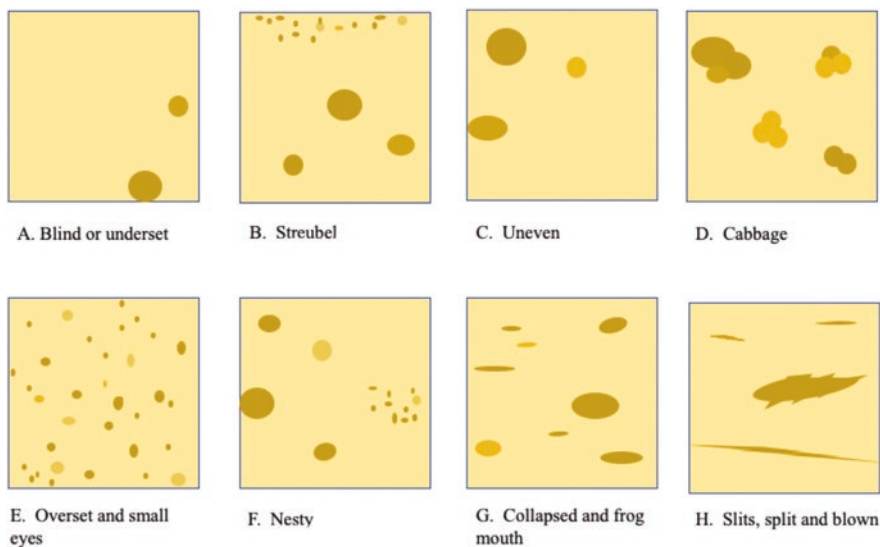 A. Blind or underset
B. Streubel
C. Uneven
D. Cabbage
E. Overset and small
eyes
F. Nesty
G. Collapsed and frog
mouth
H. Slits, split and blown